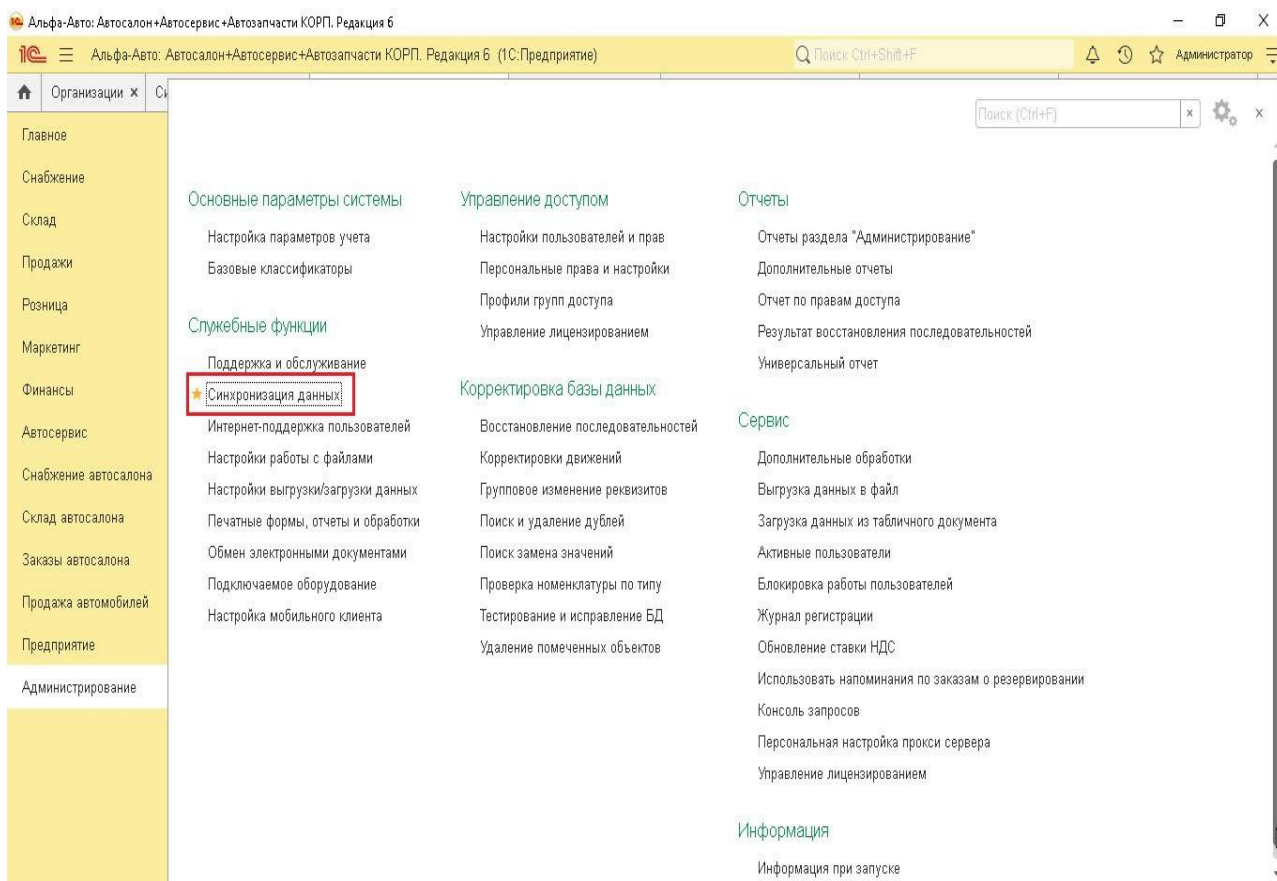 Альфа-Авто: Автосалон+Автосервис+Автозапчасти КОРП. Редакция 6
Альфа-Авто: Автосалон+Автосервис+Автозапчасти КОРП. Редакция 6 (1С:Предприятие)
Поиск Ctrl+Shift+F
Администратор
Организации
Си
Поиск (Ctrl+F)
Главное
Снабжение
Склад
Продажи
Розница
Маркетинг
Финансы
Автосервис
Снабжение автосалона
Склад автосалона
Заказы автосалона
Продажа автомобилей
Предприятие
Администрирование
Основные параметры системы
Настройка параметров учета
Базовые классификаторы
Служебные функции
Поддержка и обслуживание
Синхронизация данных
Интернет-поддержка пользователей
Настройки работы с файлами
Настройки выгрузки/загрузки данных
Печатные формы, отчеты и обработки
Обмен электронными документами
Подключаемое оборудование
Настройка мобильного клиента
Управление доступом
Настройки пользователей и прав
Персональные права и настройки
Профили групп доступа
Управление лицензированием
Корректировка базы данных
Восстановление последовательностей
Корректировки движений
Групповое изменение реквизитов
Поиск и удаление дублей
Поиск замена значений
Проверка номенклатуры по типу
Тестирование и исправление БД
Удаление помеченных объектов
Отчеты
Отчеты раздела "Администрирование"
Дополнительные отчеты
Отчет по правам доступа
Результат восстановления последовательностей
Универсальный отчет
Сервис
Дополнительные обработки
Выгрузка данных в файл
Загрузка данных из табличного документа
Активные пользователи
Блокировка работы пользователей
Журнал регистрации
Обновление ставки НДС
Использовать напоминания по заказам о резервировании
Консоль запросов
Персональная настройка прокси сервера
Управление лицензированием
Информация
Информация при запуске